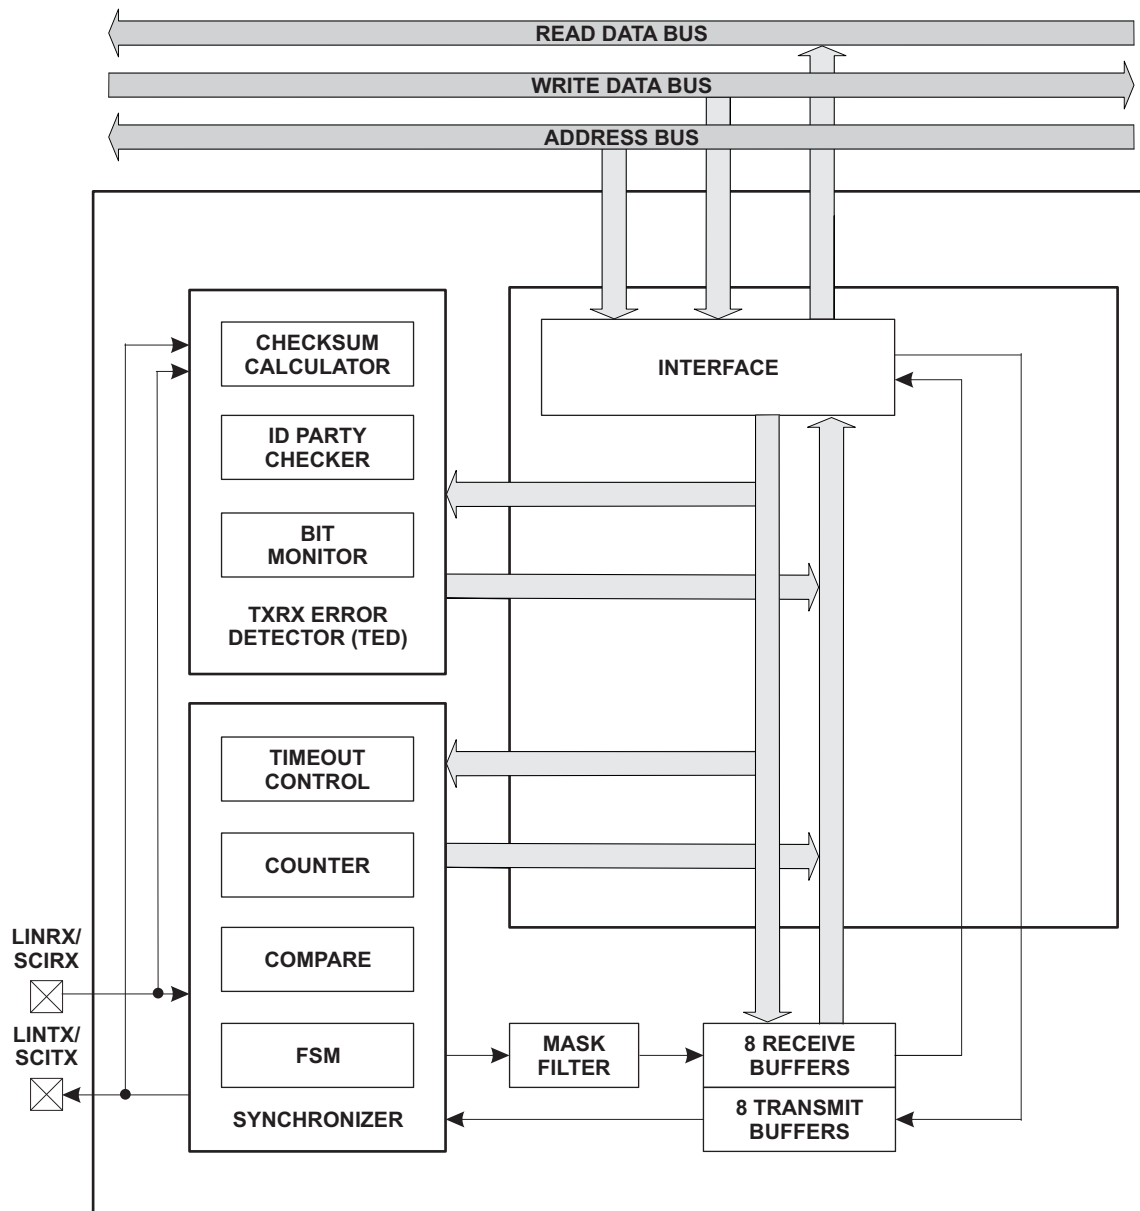 READ DATA BUS
WRITE DATA BUS
ADDRESS BUS
CHECKSUM
CALCULATOR
INTERFACE
ID PARTY
CHECKER
BIT
MONITOR
TXRX ERROR
DETECTOR (TED)
TIMEOUT
CONTROL
COUNTER
LINRX/
SCIRX
COMPARE
LINTX/
SCITX
FSM
MASK
FILTER
8 RECEIVE
BUFFERS
SYNCHRONIZER
8 TRANSMIT
BUFFERS